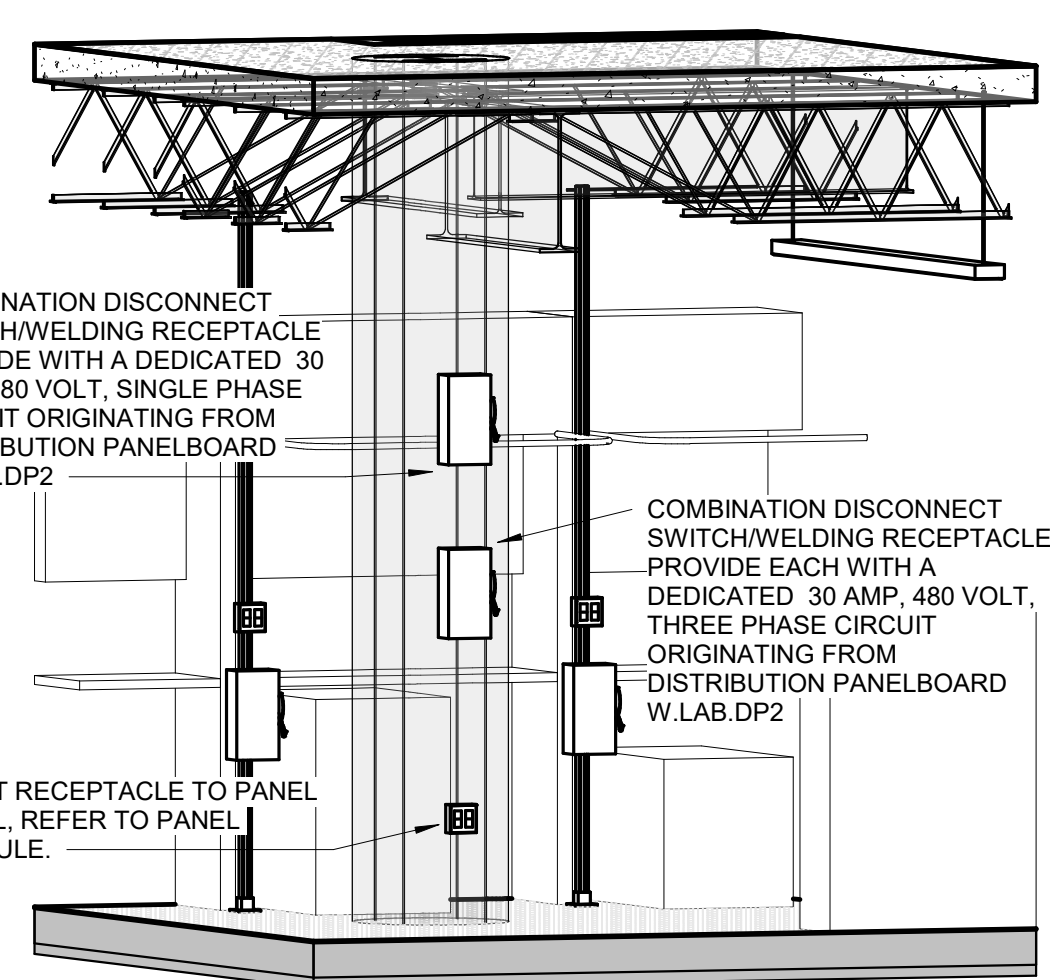 NATION DISCONNECT
H/WELDING RECEPTACLE
DE WITH A DEDICATED 30
80 VOLT, SINGLE PHASE
IT ORIGINATING FROM
BUTION PANELBOARD
.DP2
COMBINATION DISCONNECT
SWITCH/WELDING RECEPTACLE
PROVIDE EACH WITH A
DEDICATED 30 AMP, 480 VOLT,
THREE PHASE CIRCUIT
ORIGINATING FROM
DISTRIBUTION PANELBOARD
W.LAB.DP2
T RECEPTACLE TO PANEL
L, REFER TO PANEL
ULE.